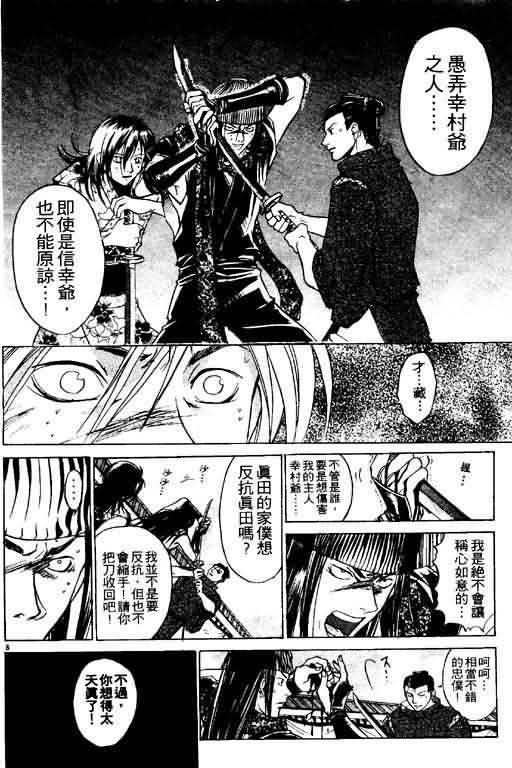 愚弄幸村爺
之人……
即使是信幸爺，
也不能原諒…！
才…藏…
不管是誰，
要是想傷害
我的主人
幸村爺……
我是絕不會讓
稱心如意的…
真田的家僕想
反抗真田嗎？
我並不是要
反抗，但也不
會縮手！請你
把刀收回吧！
……
呵呵…
相當不錯
的忠僕！
不過，
你想得太
天真了！
8